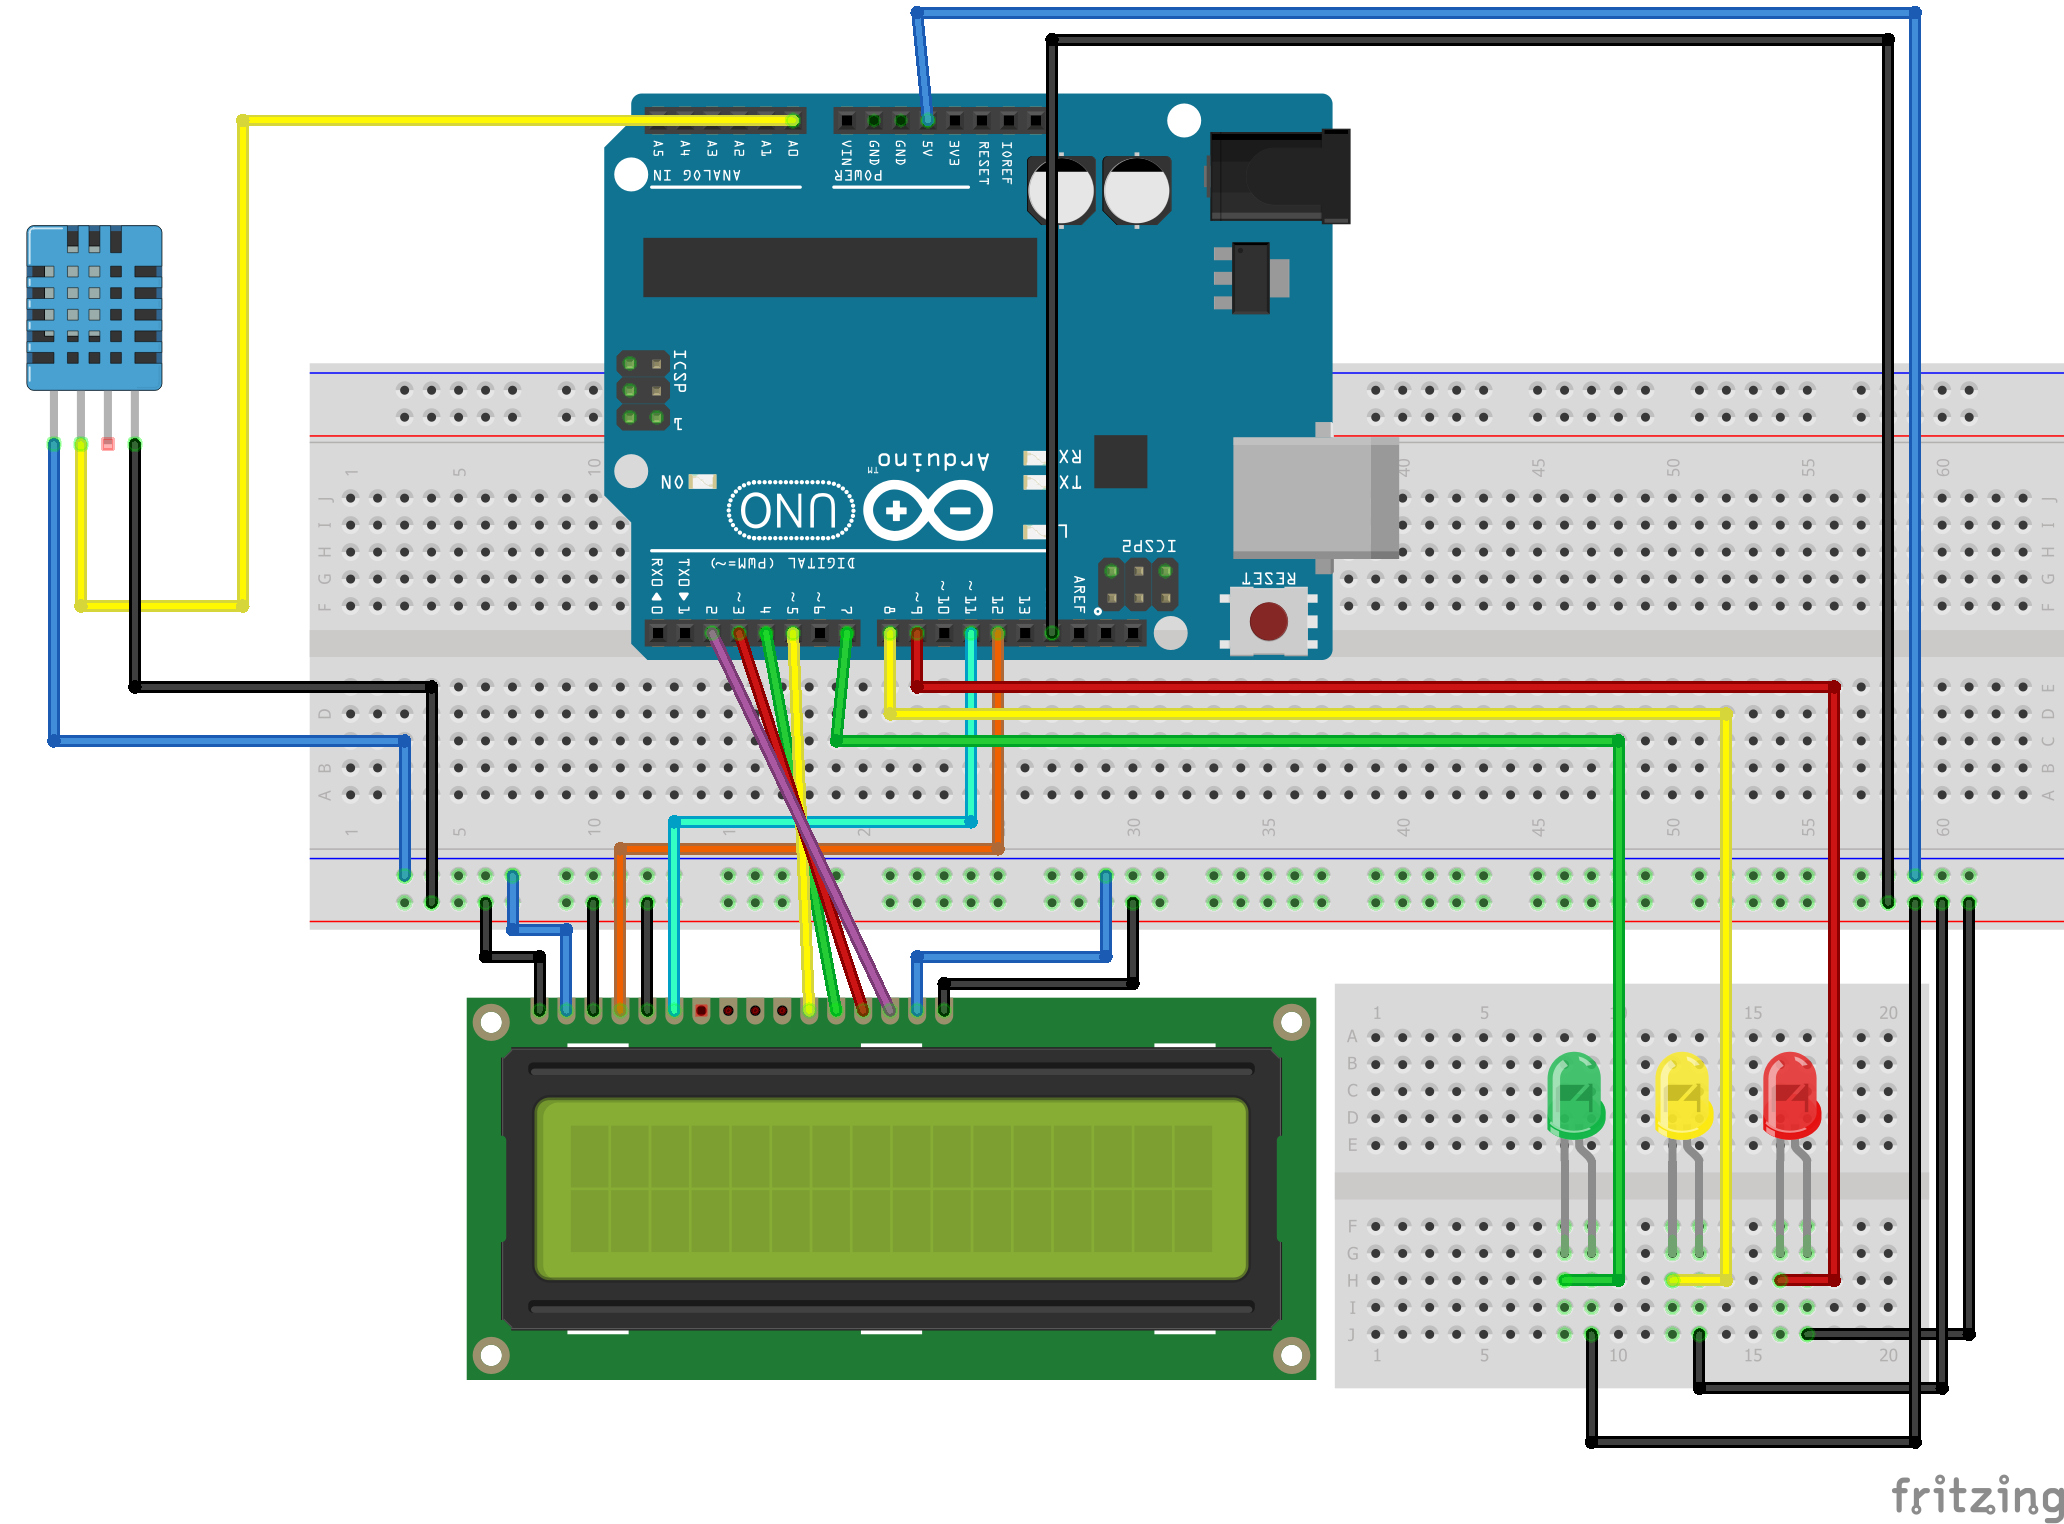 A5 A4 A3 A2 A1 A0
VIN GND GND 5V 3V3 RESET IOREF
ANALOG IN
POWER
ICSP
1
ON
UNO
Arduino™
RX
TX
L
ICSP2
RESET
DIGITAL (PWM=~)
RX0 TX0
0 1 2 ~3 4 ~5 ~6 7 8 ~9 ~10 ~11 12 13 AREF
1 5 10 40 45 50 55 60
J J
I I
H H
G G
F F
E
D D
C C
B B
A A
1 5 10 1 2 30 35 40 45 50 55 60
1 5 10 15 20
A
B
C
D
E
F
G
H
I
J
1 5 10 15 20
fritzing